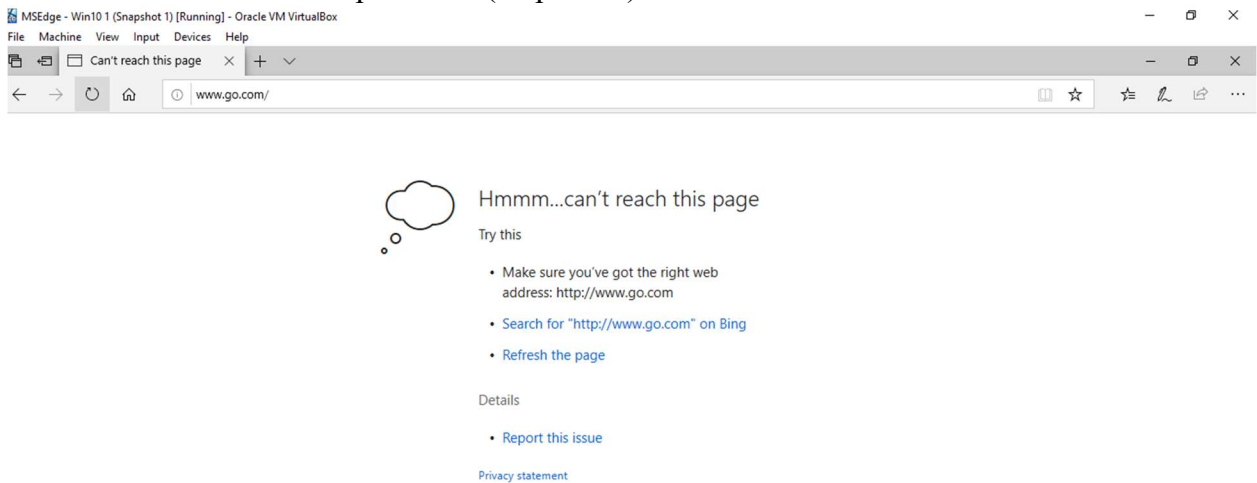 MSEdge - Win10 1 (Snapshot 1) [Running] - Oracle VM VirtualBox
File Machine View Input Devices Help
Can't reach this page
www.go.com/
Hmmm...can't reach this page
Try this
• Make sure you've got the right web
address: http://www.go.com
• Search for "http://www.go.com" on Bing
• Refresh the page
Details
• Report this issue
Privacy statement